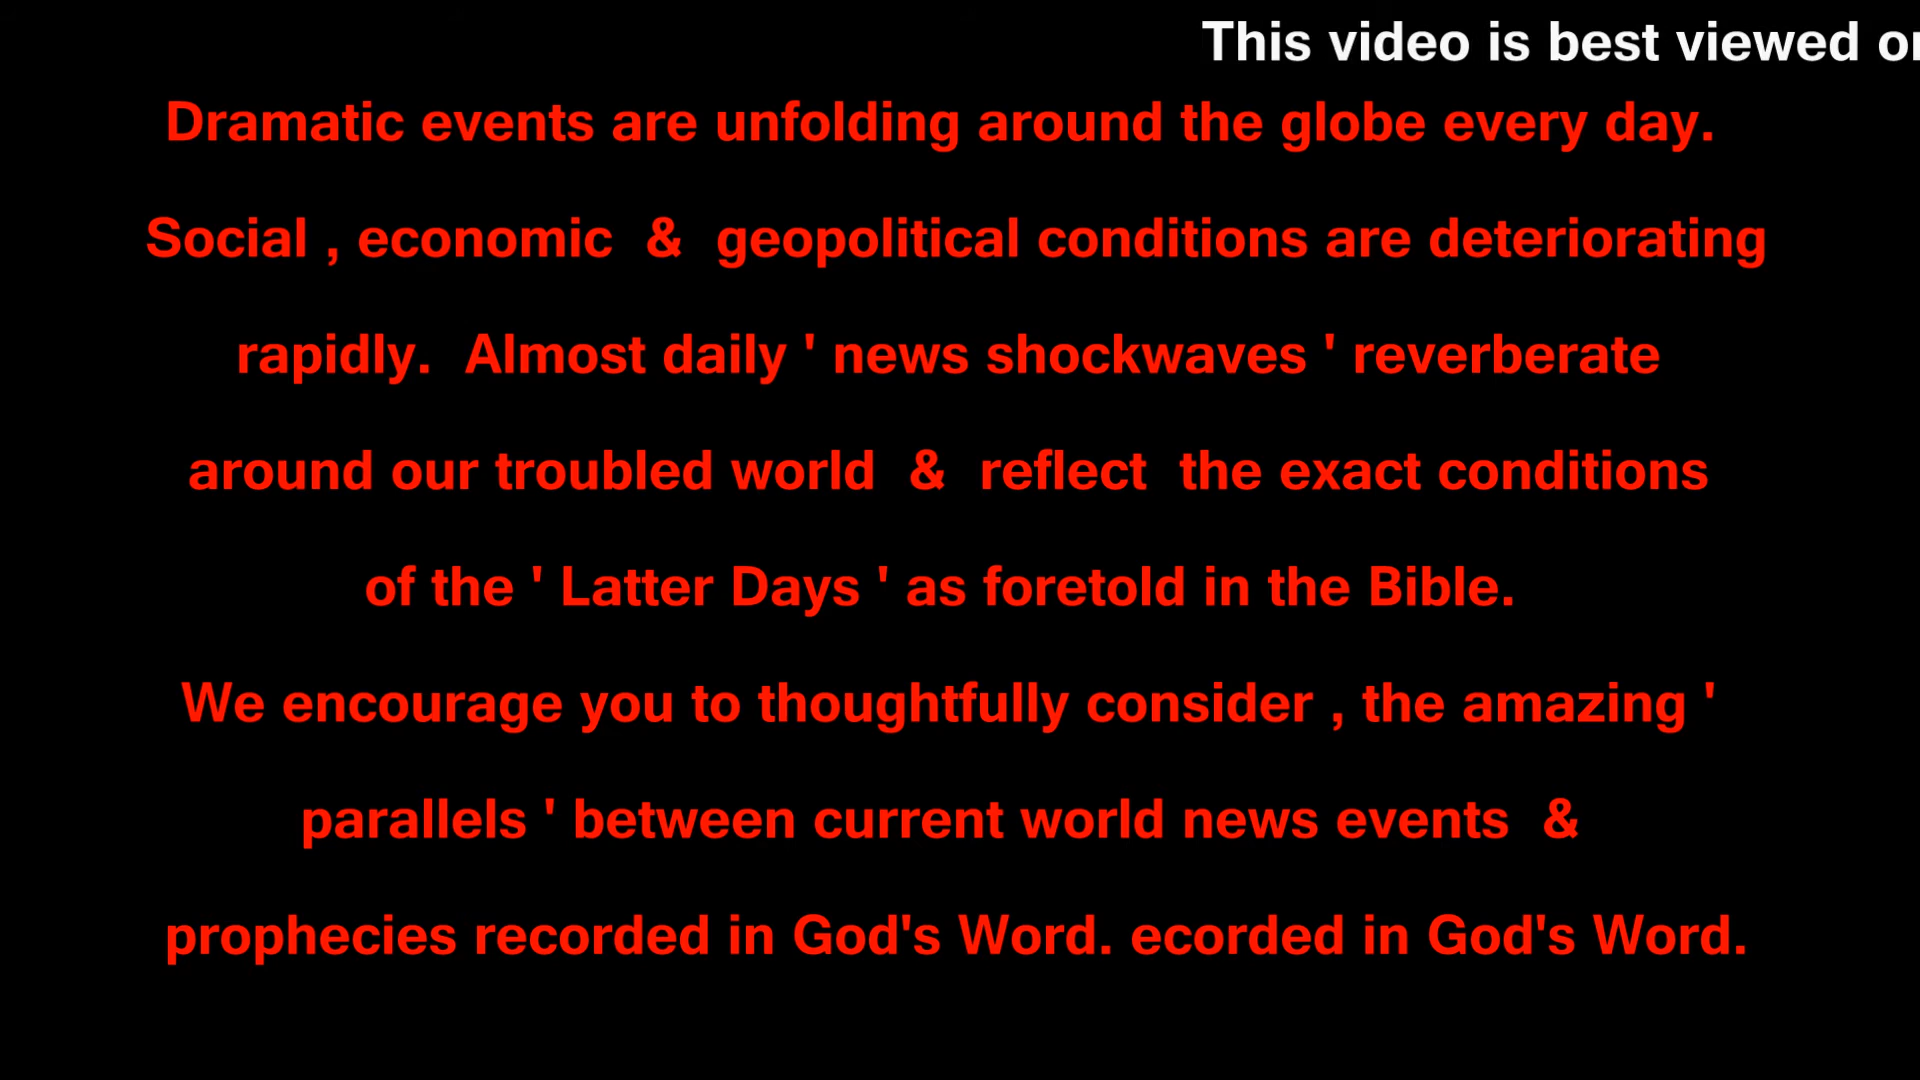 This video is best viewed
Dramatic events are unfolding around the globe every day.
Social , economic  &  geopolitical conditions are deteriorating
rapidly.  Almost daily ' news shockwaves ' reverberate
around our troubled world  &  reflect  the exact conditions
of the ' Latter Days ' as foretold in the Bible.
We encourage you to thoughtfully consider , the amazing '
parallels ' between current world news events  &
prophecies recorded in God's Word. ecorded in God's Word.